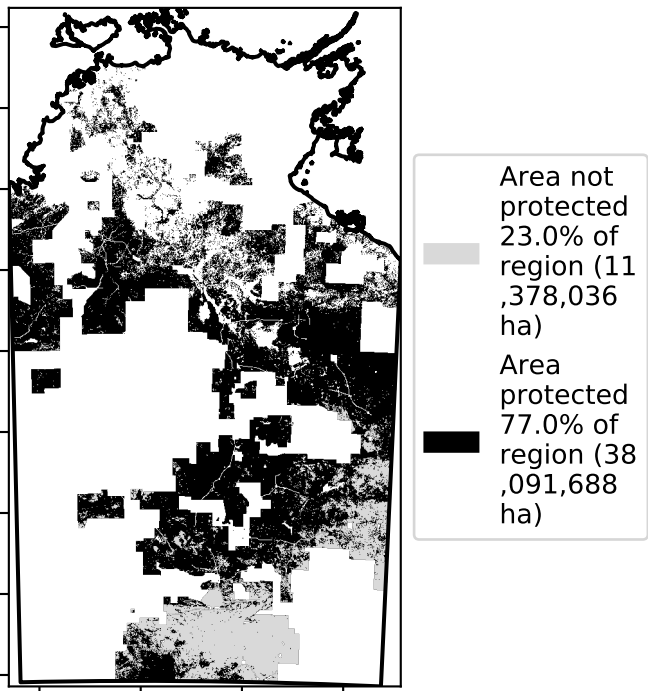 Area not
protected
23.0% of
region (11
,378,036
ha)
Area
protected
77.0% of
region (38
,091,688
ha)